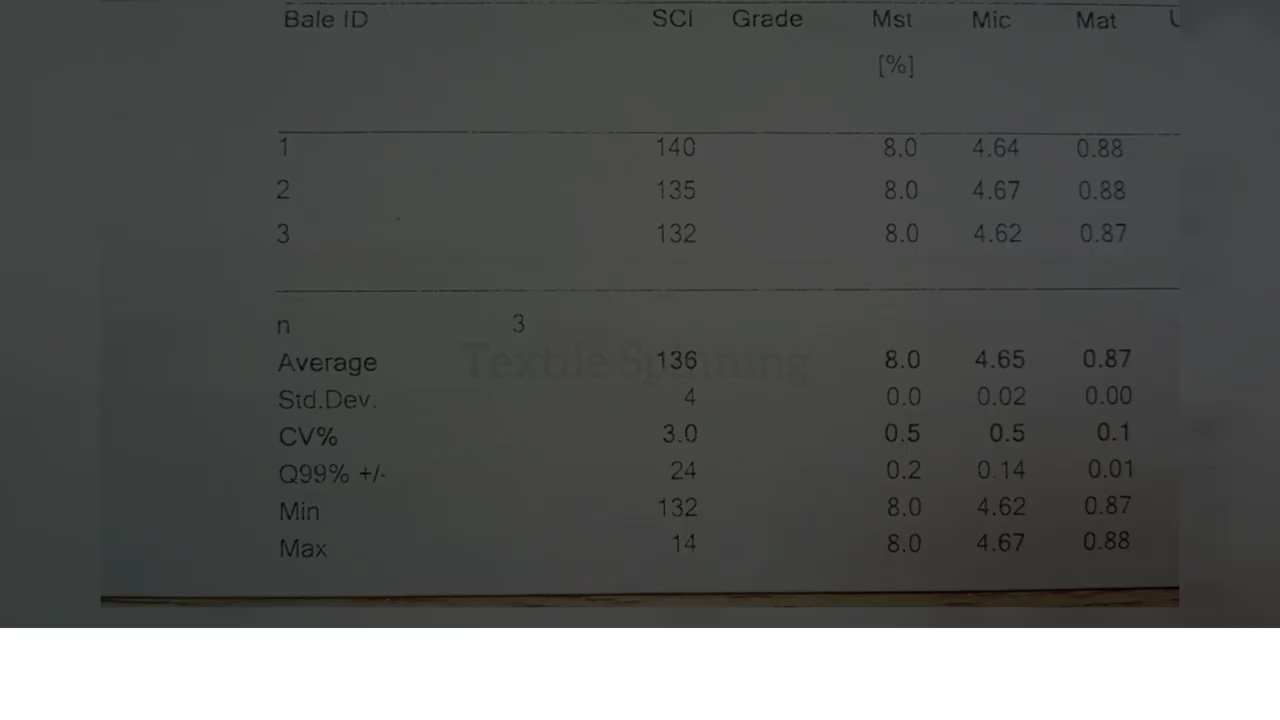 Bale ID SCI Grade Mst Mic Mat
[%]
1 140 8.0 4.64 0.88
2 135 8.0 4.67 0.88
3 132 8.0 4.62 0.87
n 3
Textile Spinning
Average 136 8.0 4.65 0.87
Std.Dev. 4 0.0 0.02 0.00
CV% 3.0 0.5 0.5 0.1
Q99% +/- 24 0.2 0.14 0.01
Min 132 8.0 4.62 0.87
Max 14 8.0 4.67 0.88